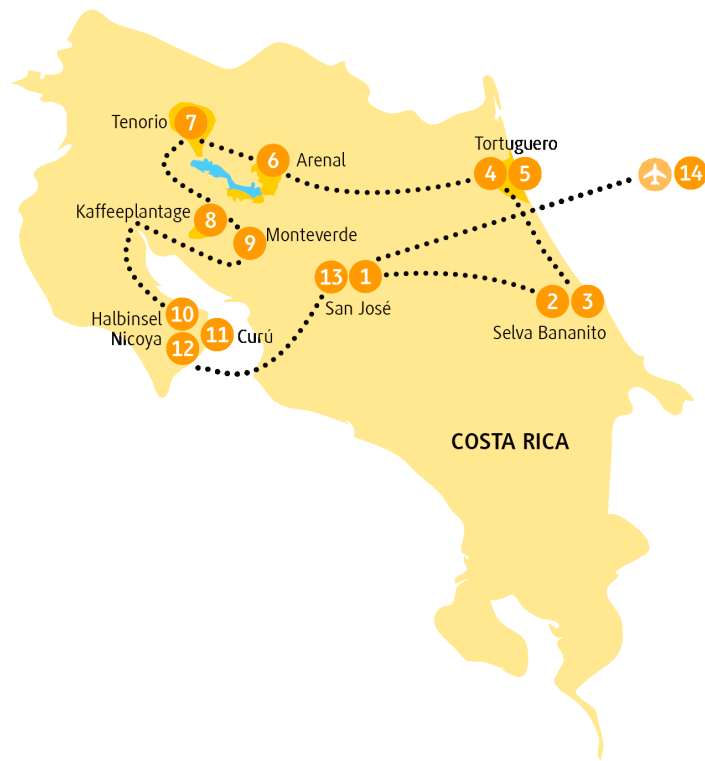 Tenorio
7
6
Arenal
Tortuguero
4
5
14
Kaffeeplantage
8
9
Monteverde
13
1
San José
2
3
Selva Bananito
10
Halbinsel
Nicoya
11
Curú
12
COSTA RICA